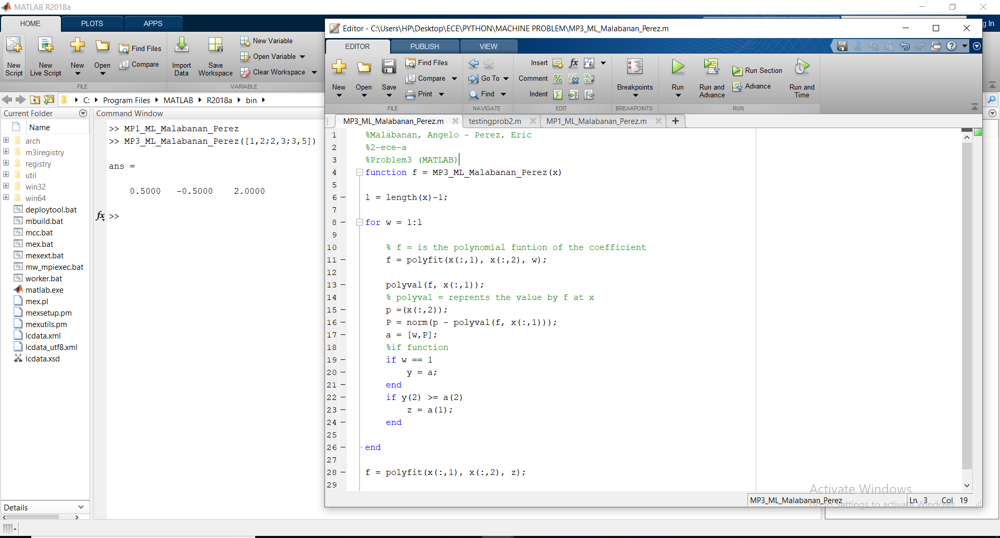 MATLAB R2018a
HOME PLOTS APPS
New Script
New Live Script
New
Open
Find Files
Compare
Import Data
Save Workspace
New Variable
Open Variable
Clear Workspace
FILE VARIABLE
C: Program Files MATLAB R2018a bin
Current Folder
Name
arch
m3iregistry
registry
util
win32
win64
deploytool.bat
mbuild.bat
mcc.bat
mex.bat
mexext.bat
mw_mpiexec.bat
worker.bat
matlab.exe
mex.pl
mexsetup.pm
mexutils.pm
lcdata.xml
lcdata_utf8.xml
lcdata.xsd
Details
Command Window
>> MP1_ML_Malabanan_Perez
>> MP3_ML_Malabanan_Perez([1,2;2,3;3,5])
ans =
0.5000 -0.5000 2.0000
fx >>
Editor - C:\Users\HP\Desktop\ECE\PYTHON\MACHINE PROBLEM\MP3_ML_Malabanan_Perez.m
g In
EDITOR PUBLISH VIEW
New
Open
Save
Find Files
Compare
Print
Go To
Find
Insert fx
Comment
Indent
Breakpoints
Run
Run and Advance
Run Section
Advance
Run and Time
FILE NAVIGATE EDIT BREAKPOINTS RUN
MP3_ML_Malabanan_Perez.m testingprob2.m MP1_ML_Malabanan_Perez.m
1 %Malabanan, Angelo - Perez, Eric
2 %2-ece-a
3 %Problem3 (MATLAB)
4 function f = MP3_ML_Malabanan_Perez(x)
5
6 - l = length(x)-1;
7
8 - for w = 1:l
9
10 % f = is the polynomial funtion of the coefficient
11 - f = polyfit(x(:,1), x(:,2), w);
12
13 - polyval(f, x(:,1));
14 % polyval = reprents the value by f at x
15 - p =(x(:,2));
16 - P = norm(p - polyval(f, x(:,1)));
17 - a = [w,P];
18 %if function
19 - if w == 1
20 - y = a;
21 - end
22 - if y(2) >= a(2)
23 - z = a(1);
24 - end
25
26 - end
27
28 - f = polyfit(x(:,1), x(:,2), z);
29
Activate Windows
Go to Settings to activate Windows.
MP3_ML_Malabanan_Perez Ln 3 Col 19